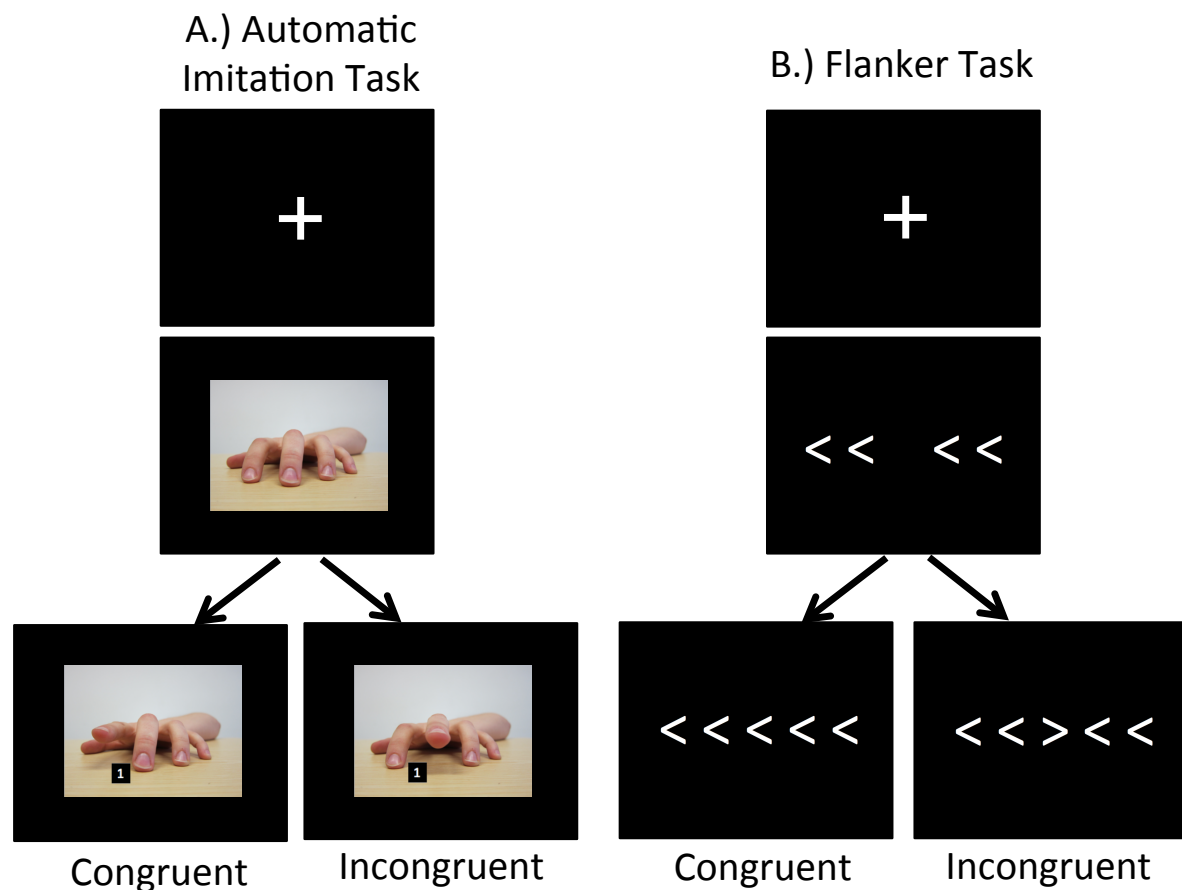 A.) Automatic
Imitation Task
+
1
Congruent
1
Incongruent
B.) Flanker Task
+
< < < <
< < < < <
Congruent
< < > < <
Incongruent